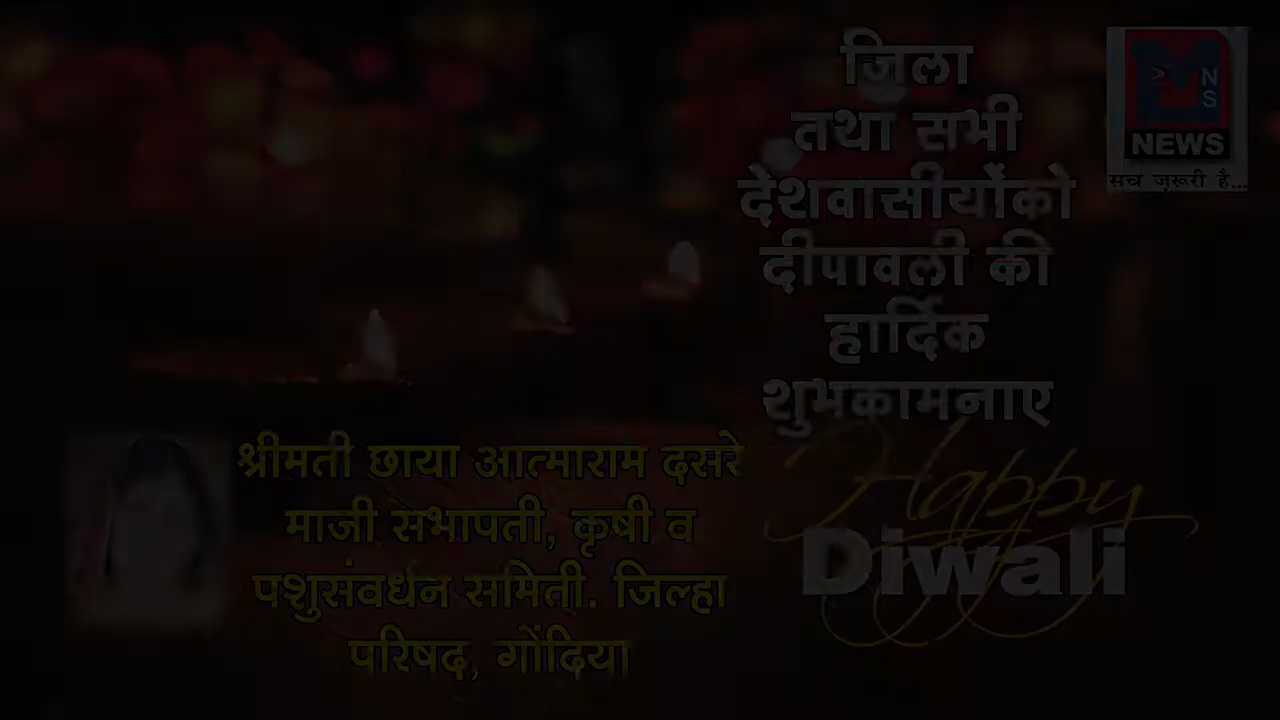 जिला
तथा सभी
देशवासीयोंको
दीपावली की
हार्दिक
शुभकामनाए
NS
NEWS
सच ज़रूरी है...
श्रीमती छाया आत्माराम दसरे
माजी सभापती, कृषी व
पशुसंवर्धन समिती. जिल्हा
परिषद, गोंदिया
Happy
Diwali